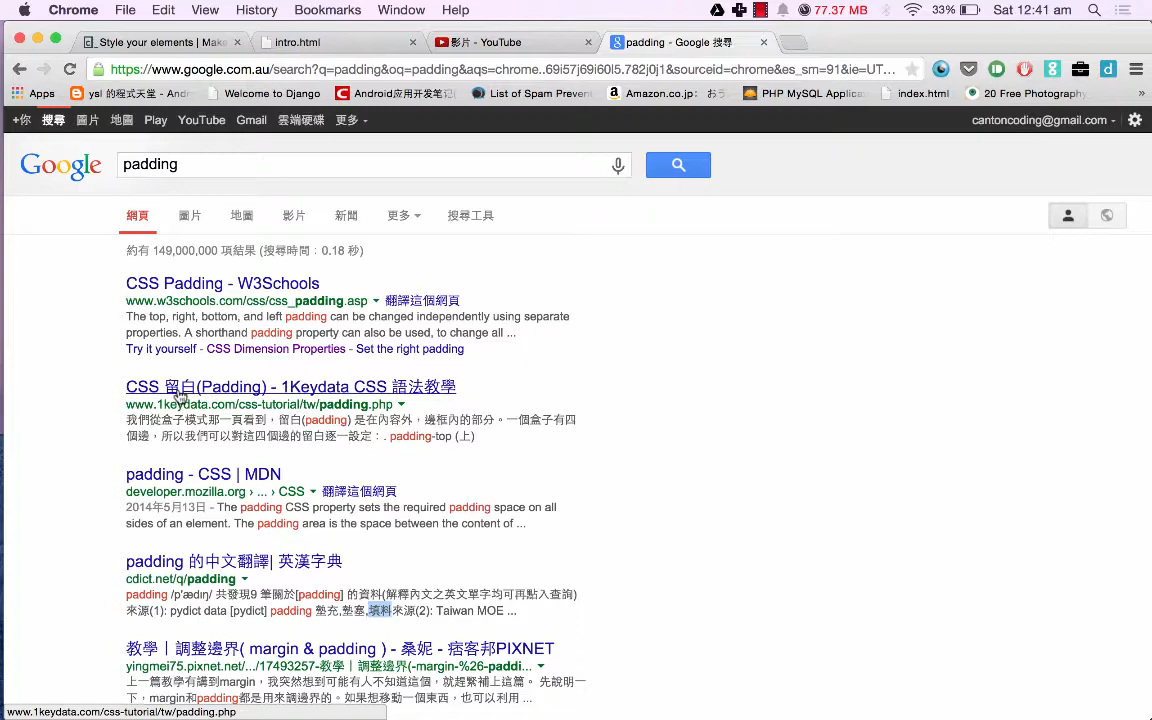 Chrome File Edit View History Bookmarks Window Help 77.37 MB 33% Sat 12:41 am
Style your elements | Make intro.html 影片 - YouTube padding - Google 搜尋
https://www.google.com.au/search?q=padding&oq=padding&aqs=chrome..69i57j69i60l5.782j0j1&sourceid=chrome&es_sm=91&ie=UT...
Apps ysl 的程式天堂 - Andr Welcome to Django Android应用开发笔记( List of Spam Prevent Amazon.co.jp: おう PHP MySQL Applica index.html 20 Free Photography »
+你 搜尋 圖片 地圖 Play YouTube Gmail 雲端硬碟 更多 cantoncoding@gmail.com
Google padding
網頁 圖片 地圖 影片 新聞 更多 搜尋工具
約有 149,000,000 項結果 (搜尋時間：0.18 秒)
CSS Padding - W3Schools
www.w3schools.com/css/css_padding.asp 翻譯這個網頁
The top, right, bottom, and left padding can be changed independently using separate
properties. A shorthand padding property can also be used, to change all ...
Try it yourself - CSS Dimension Properties - Set the right padding
CSS 留白(Padding) - 1Keydata CSS 語法教學
www.1keydata.com/css-tutorial/tw/padding.php
我們從盒子模式那一頁看到，留白(padding) 是在內容外，邊框內的部分。一個盒子有四
個邊，所以我們可以對這四個邊的留白逐一設定：. padding-top (上)
padding - CSS | MDN
developer.mozilla.org › ... › CSS 翻譯這個網頁
2014年5月13日 - The padding CSS property sets the required padding space on all
sides of an element. The padding area is the space between the content of ...
padding 的中文翻譯| 英漢字典
cdict.net/q/padding
padding /p'ædɪŋ/ 共發現9 筆關於[padding] 的資料(解釋內文之英文單字均可再點入查詢)
來源(1): pydict data [pydict] padding 墊充,墊塞,填料來源(2): Taiwan MOE ...
教學｜調整邊界( margin & padding ) - 桑妮 - 痞客邦PIXNET
yingmei75.pixnet.net/.../17493257-教學｜調整邊界(-margin-%26-paddi...
上一篇教學有講到margin，我突然想到可能有人不知道這個，就趕緊補上這篇。 先說明一
下，margin和padding都是用來調邊界的。如果想移動一個東西，也可以利用 ...
www.1keydata.com/css-tutorial/tw/padding.php